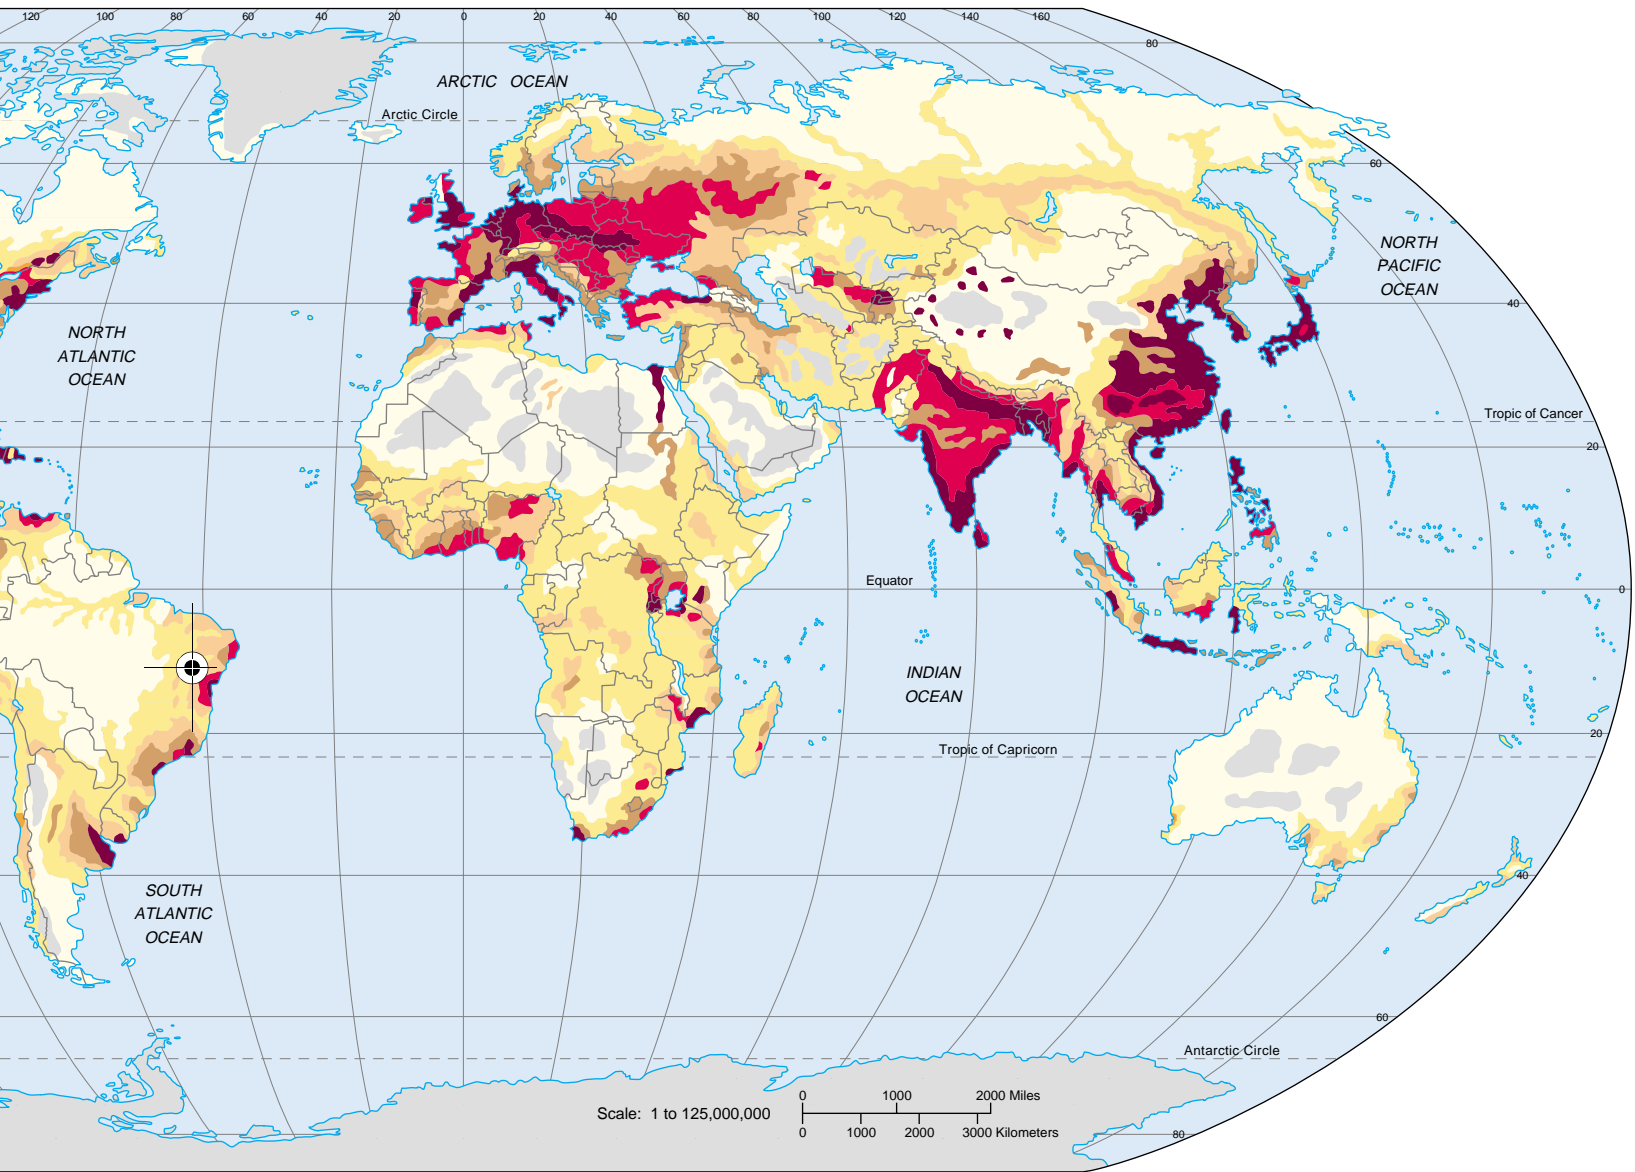 120 100 80 60 40 20 0 20 40 60 80 100 120 140 160
80
ARCTIC OCEAN
Arctic Circle
60
NORTH
PACIFIC
OCEAN
40
NORTH
ATLANTIC
OCEAN
Tropic of Cancer
20
Equator
0
INDIAN
OCEAN
20
Tropic of Capricorn
40
SOUTH
ATLANTIC
OCEAN
60
Antarctic Circle
0 1000 2000 Miles
Scale: 1 to 125,000,000
0 1000 2000 3000 Kilometers
80